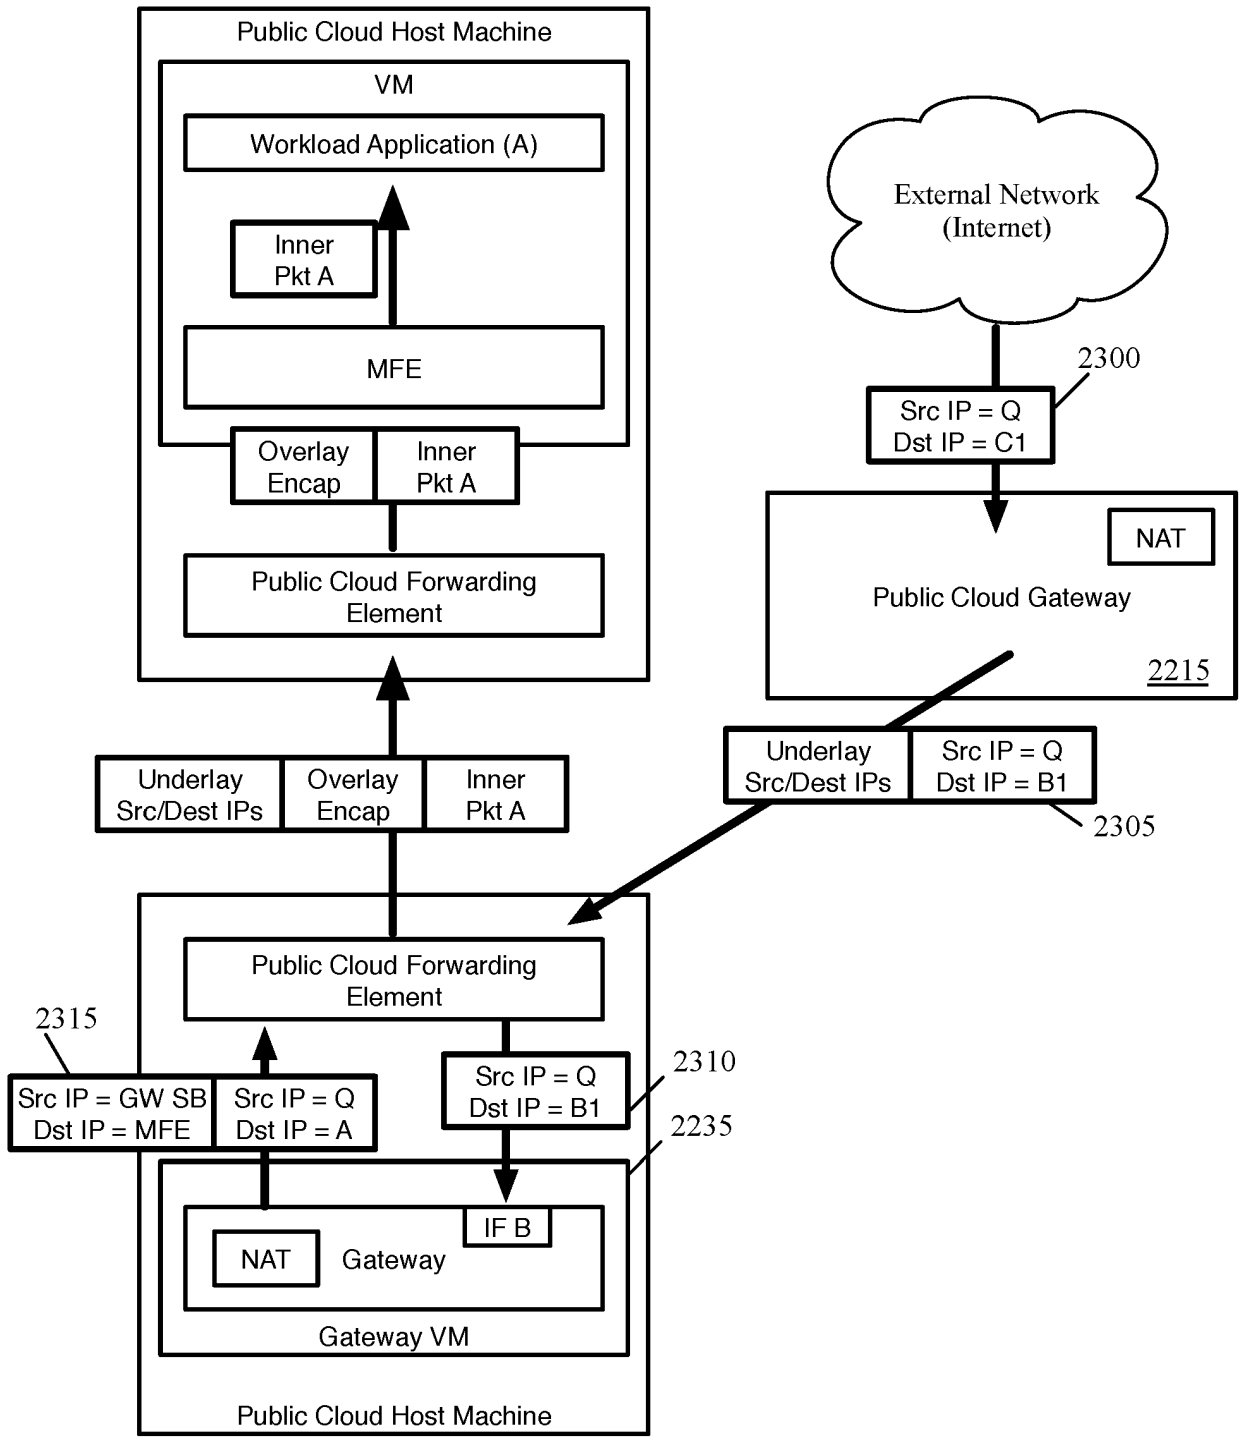 Public Cloud Host Machine
VM
Workload Application (A)
Inner
Pkt A
MFE
Overlay
Encap
Inner
Pkt A
Public Cloud Forwarding
Element
External Network
(Internet)
2300
Src IP = Q
Dst IP = C1
NAT
Public Cloud Gateway
2215
Underlay
Src/Dest IPs
Src IP = Q
Dst IP = B1
2305
Underlay
Src/Dest IPs
Overlay
Encap
Inner
Pkt A
Public Cloud Forwarding
Element
2315
Src IP = GW SB
Dst IP = MFE
Src IP = Q
Dst IP = A
Src IP = Q
Dst IP = B1
2310
2235
IF B
NAT
Gateway
Gateway VM
Public Cloud Host Machine